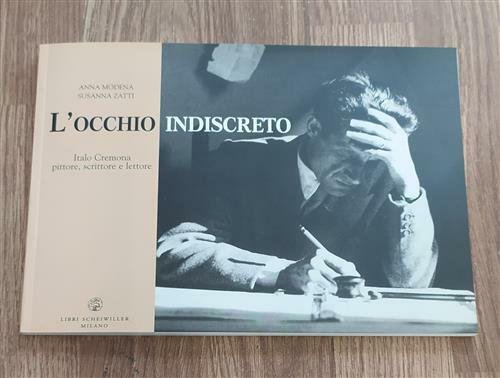 ANNA MODENA
SUSANNA ZATTI
L'OCCHIO INDISCRETO
Italo Cremona
pittore, scrittore e lettore
LIBRI SCHEIWILLER
MILANO